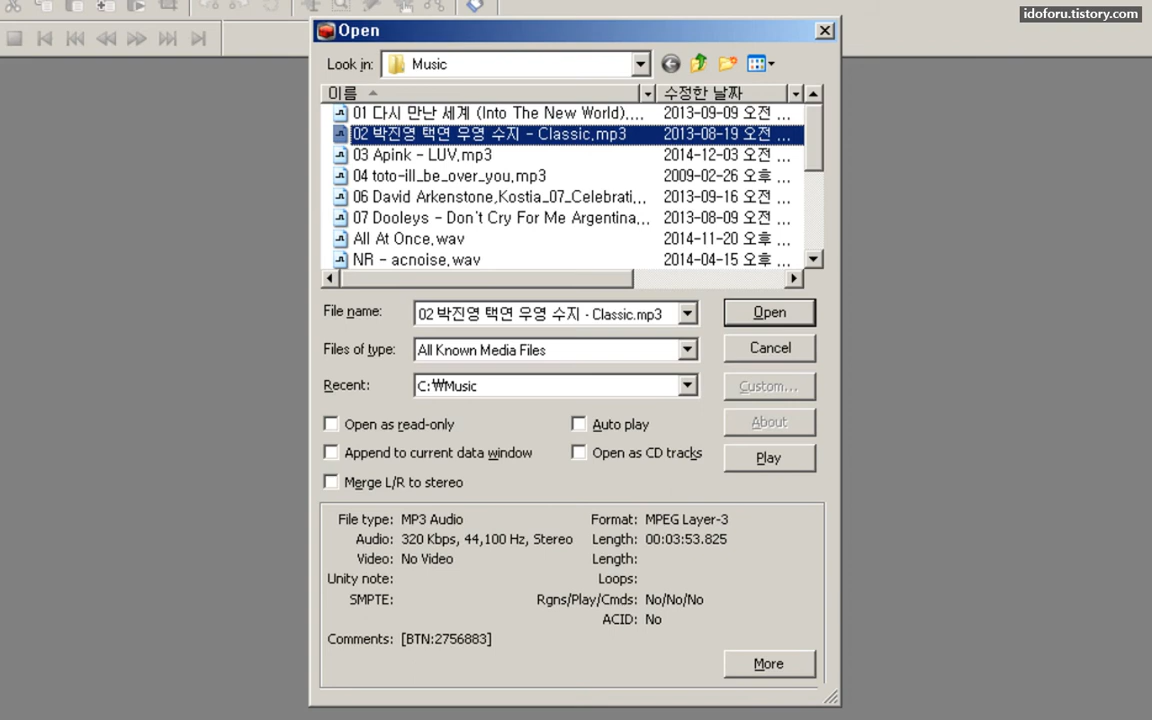 idoforu.tistory.com
Open
Look in: Music
이름 수정한 날짜
01 다시 만난 세계 (Into The New World),... 2013-09-09 오전 ...
02 박진영 택연 우영 수지 - Classic.mp3 2013-08-19 오전 ...
03 Apink - LUV.mp3 2014-12-03 오전 ...
04 toto-ill_be_over_you.mp3 2009-02-26 오후 ...
06 David Arkenstone,Kostia_07_Celebrati... 2013-09-16 오전 ...
07 Dooleys - Don't Cry For Me Argentina... 2013-08-09 오전 ...
All At Once.wav 2014-11-20 오후 ...
NR - acnoise.wav 2014-04-15 오후 ...
File name: 02 박진영 택연 우영 수지 - Classic.mp3 Open
Files of type: All Known Media Files Cancel
Recent: C:₩Music Custom...
Open as read-only Auto play About
Append to current data window Open as CD tracks Play
Merge L/R to stereo
File type: MP3 Audio Format: MPEG Layer-3
Audio: 320 Kbps, 44,100 Hz, Stereo Length: 00:03:53.825
Video: No Video Length:
Unity note: Loops:
SMPTE: Rgns/Play/Cmds: No/No/No
ACID: No
Comments: [BTN:2756883]
More